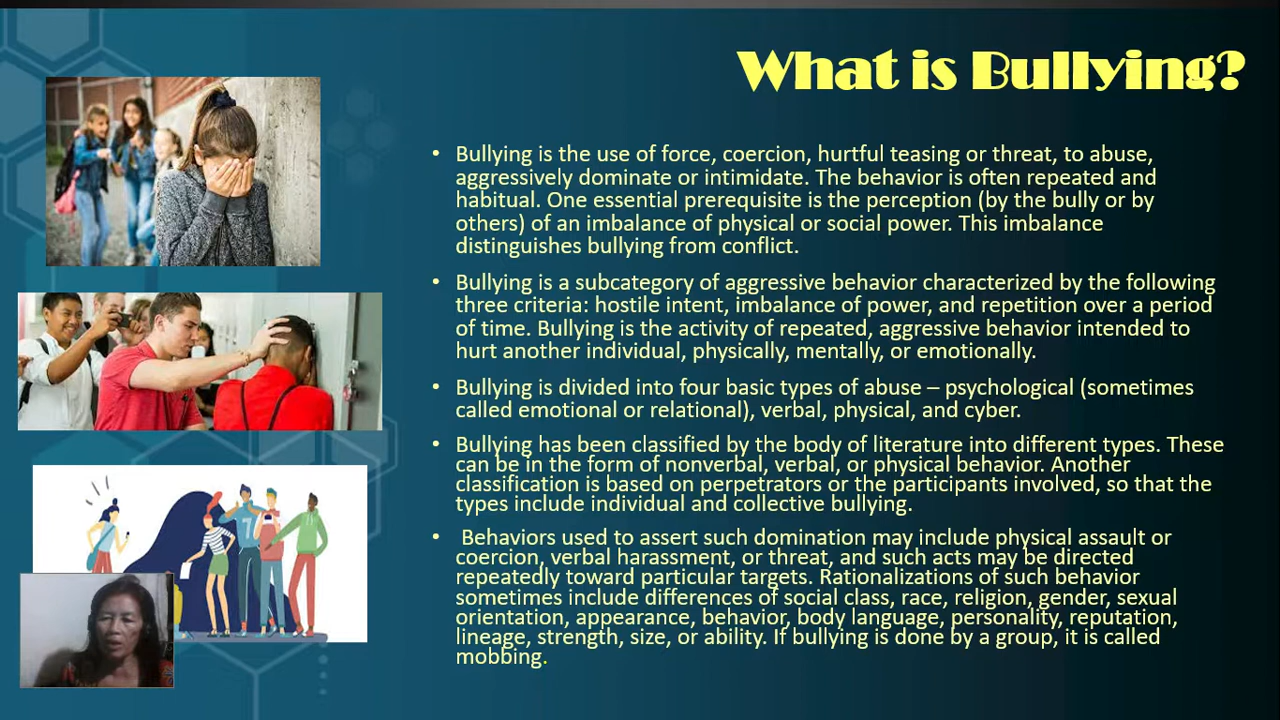 What is Bullying?
• Bullying is the use of force, coercion, hurtful teasing or threat, to abuse,
aggressively dominate or intimidate. The behavior is often repeated and
habitual. One essential prerequisite is the perception (by the bully or by
others) of an imbalance of physical or social power. This imbalance
distinguishes bullying from conflict.
• Bullying is a subcategory of aggressive behavior characterized by the following
three criteria: hostile intent, imbalance of power, and repetition over a period
of time. Bullying is the activity of repeated, aggressive behavior intended to
hurt another individual, physically, mentally, or emotionally.
• Bullying is divided into four basic types of abuse – psychological (sometimes
called emotional or relational), verbal, physical, and cyber.
• Bullying has been classified by the body of literature into different types. These
can be in the form of nonverbal, verbal, or physical behavior. Another
classification is based on perpetrators or the participants involved, so that the
types include individual and collective bullying.
• Behaviors used to assert such domination may include physical assault or
coercion, verbal harassment, or threat, and such acts may be directed
repeatedly toward particular targets. Rationalizations of such behavior
sometimes include differences of social class, race, religion, gender, sexual
orientation, appearance, behavior, body language, personality, reputation,
lineage, strength, size, or ability. If bullying is done by a group, it is called
mobbing.